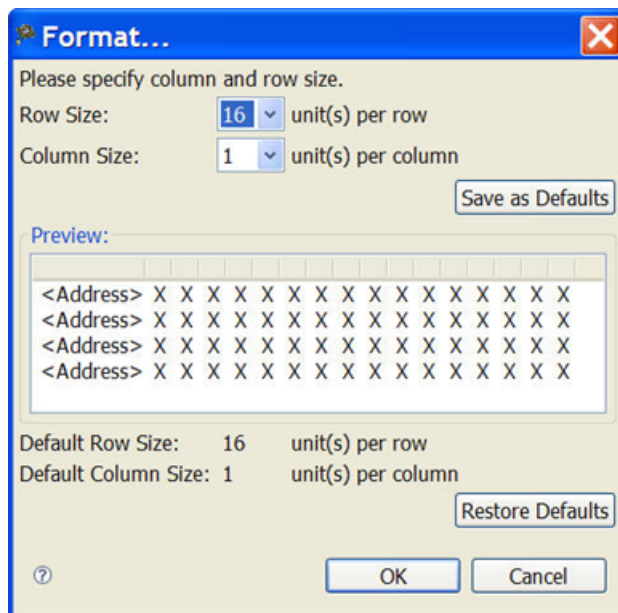 Format...
Please specify column and row size.
Row Size: 16 unit(s) per row
Column Size: 1 unit(s) per column
Save as Defaults
Preview:
<Address> X X X X X X X X X X X X X X X X
<Address> X X X X X X X X X X X X X X X X
<Address> X X X X X X X X X X X X X X X X
<Address> X X X X X X X X X X X X X X X X
Default Row Size: 16 unit(s) per row
Default Column Size: 1 unit(s) per column
Restore Defaults
? OK Cancel